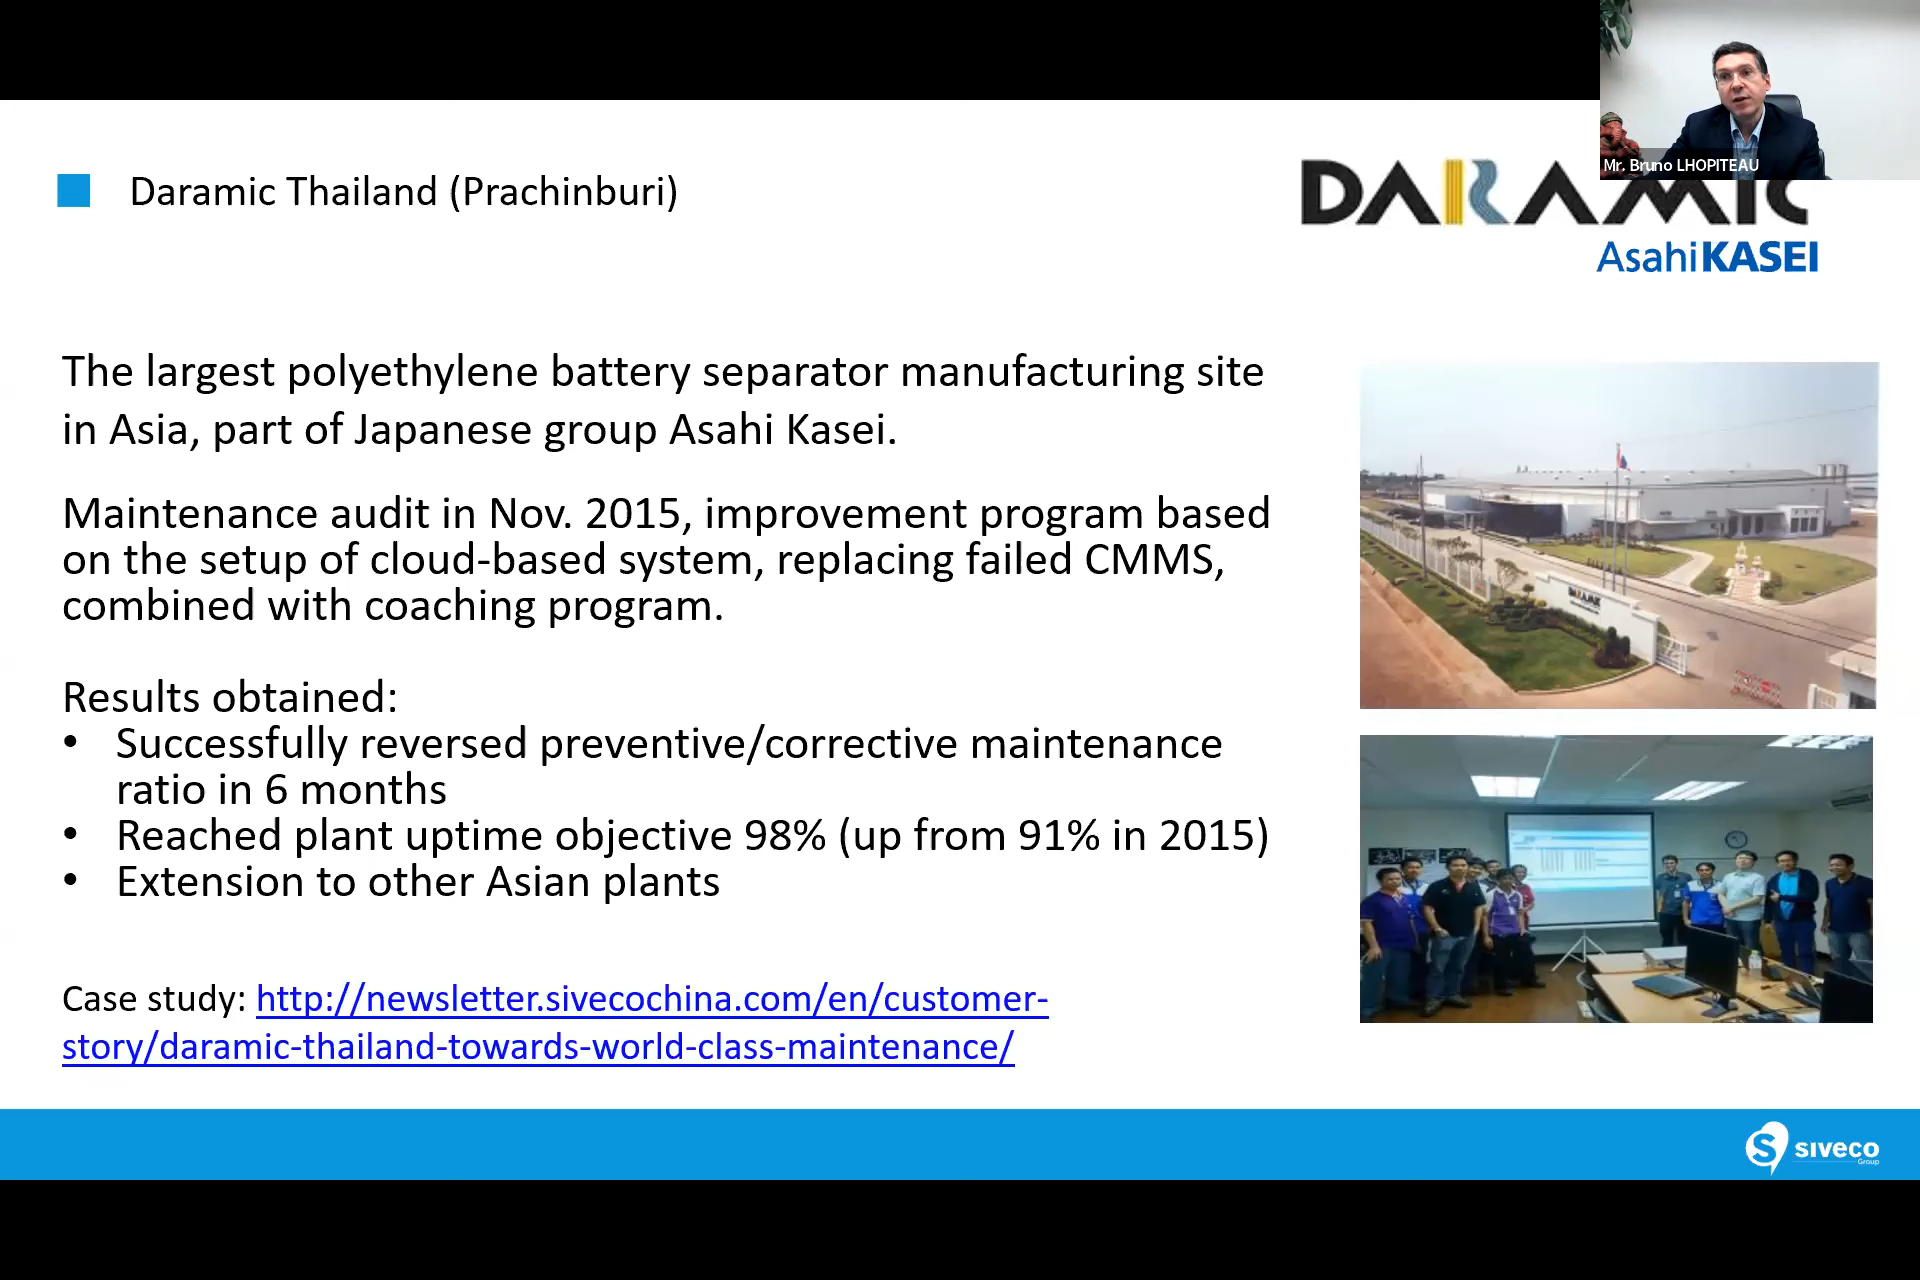 Mr. Bruno LHOPITEAU
Daramic Thailand (Prachinburi)
DARAMIC
AsahiKASEI
The largest polyethylene battery separator manufacturing site
in Asia, part of Japanese group Asahi Kasei.
Maintenance audit in Nov. 2015, improvement program based
on the setup of cloud-based system, replacing failed CMMS,
combined with coaching program.
Results obtained:
• Successfully reversed preventive/corrective maintenance
ratio in 6 months
• Reached plant uptime objective 98% (up from 91% in 2015)
• Extension to other Asian plants
Case study: http://newsletter.sivecochina.com/en/customer-
story/daramic-thailand-towards-world-class-maintenance/
siveco
Group